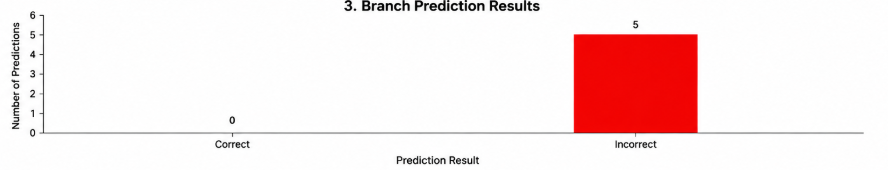 3. Branch Prediction Results
Number of Predictions
6
5
4
3
2
1
0
0
5
Correct
Incorrect
Prediction Result